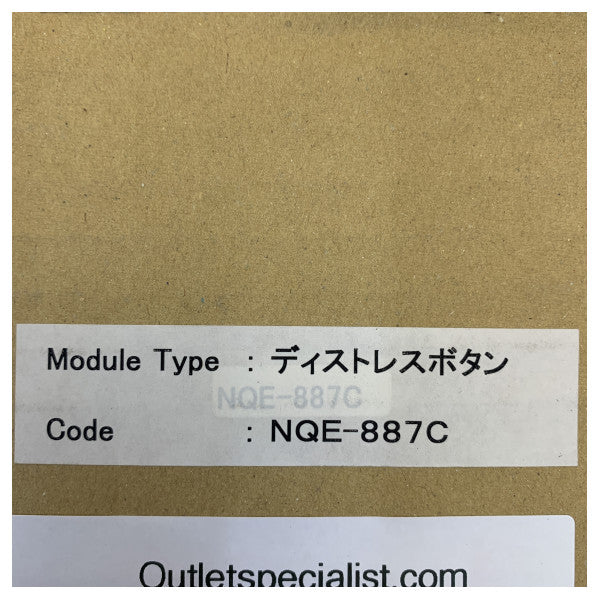 Module Type : ディストレスボタン
NQE-887C
Code : NQE-887C
Outletspecialist.com